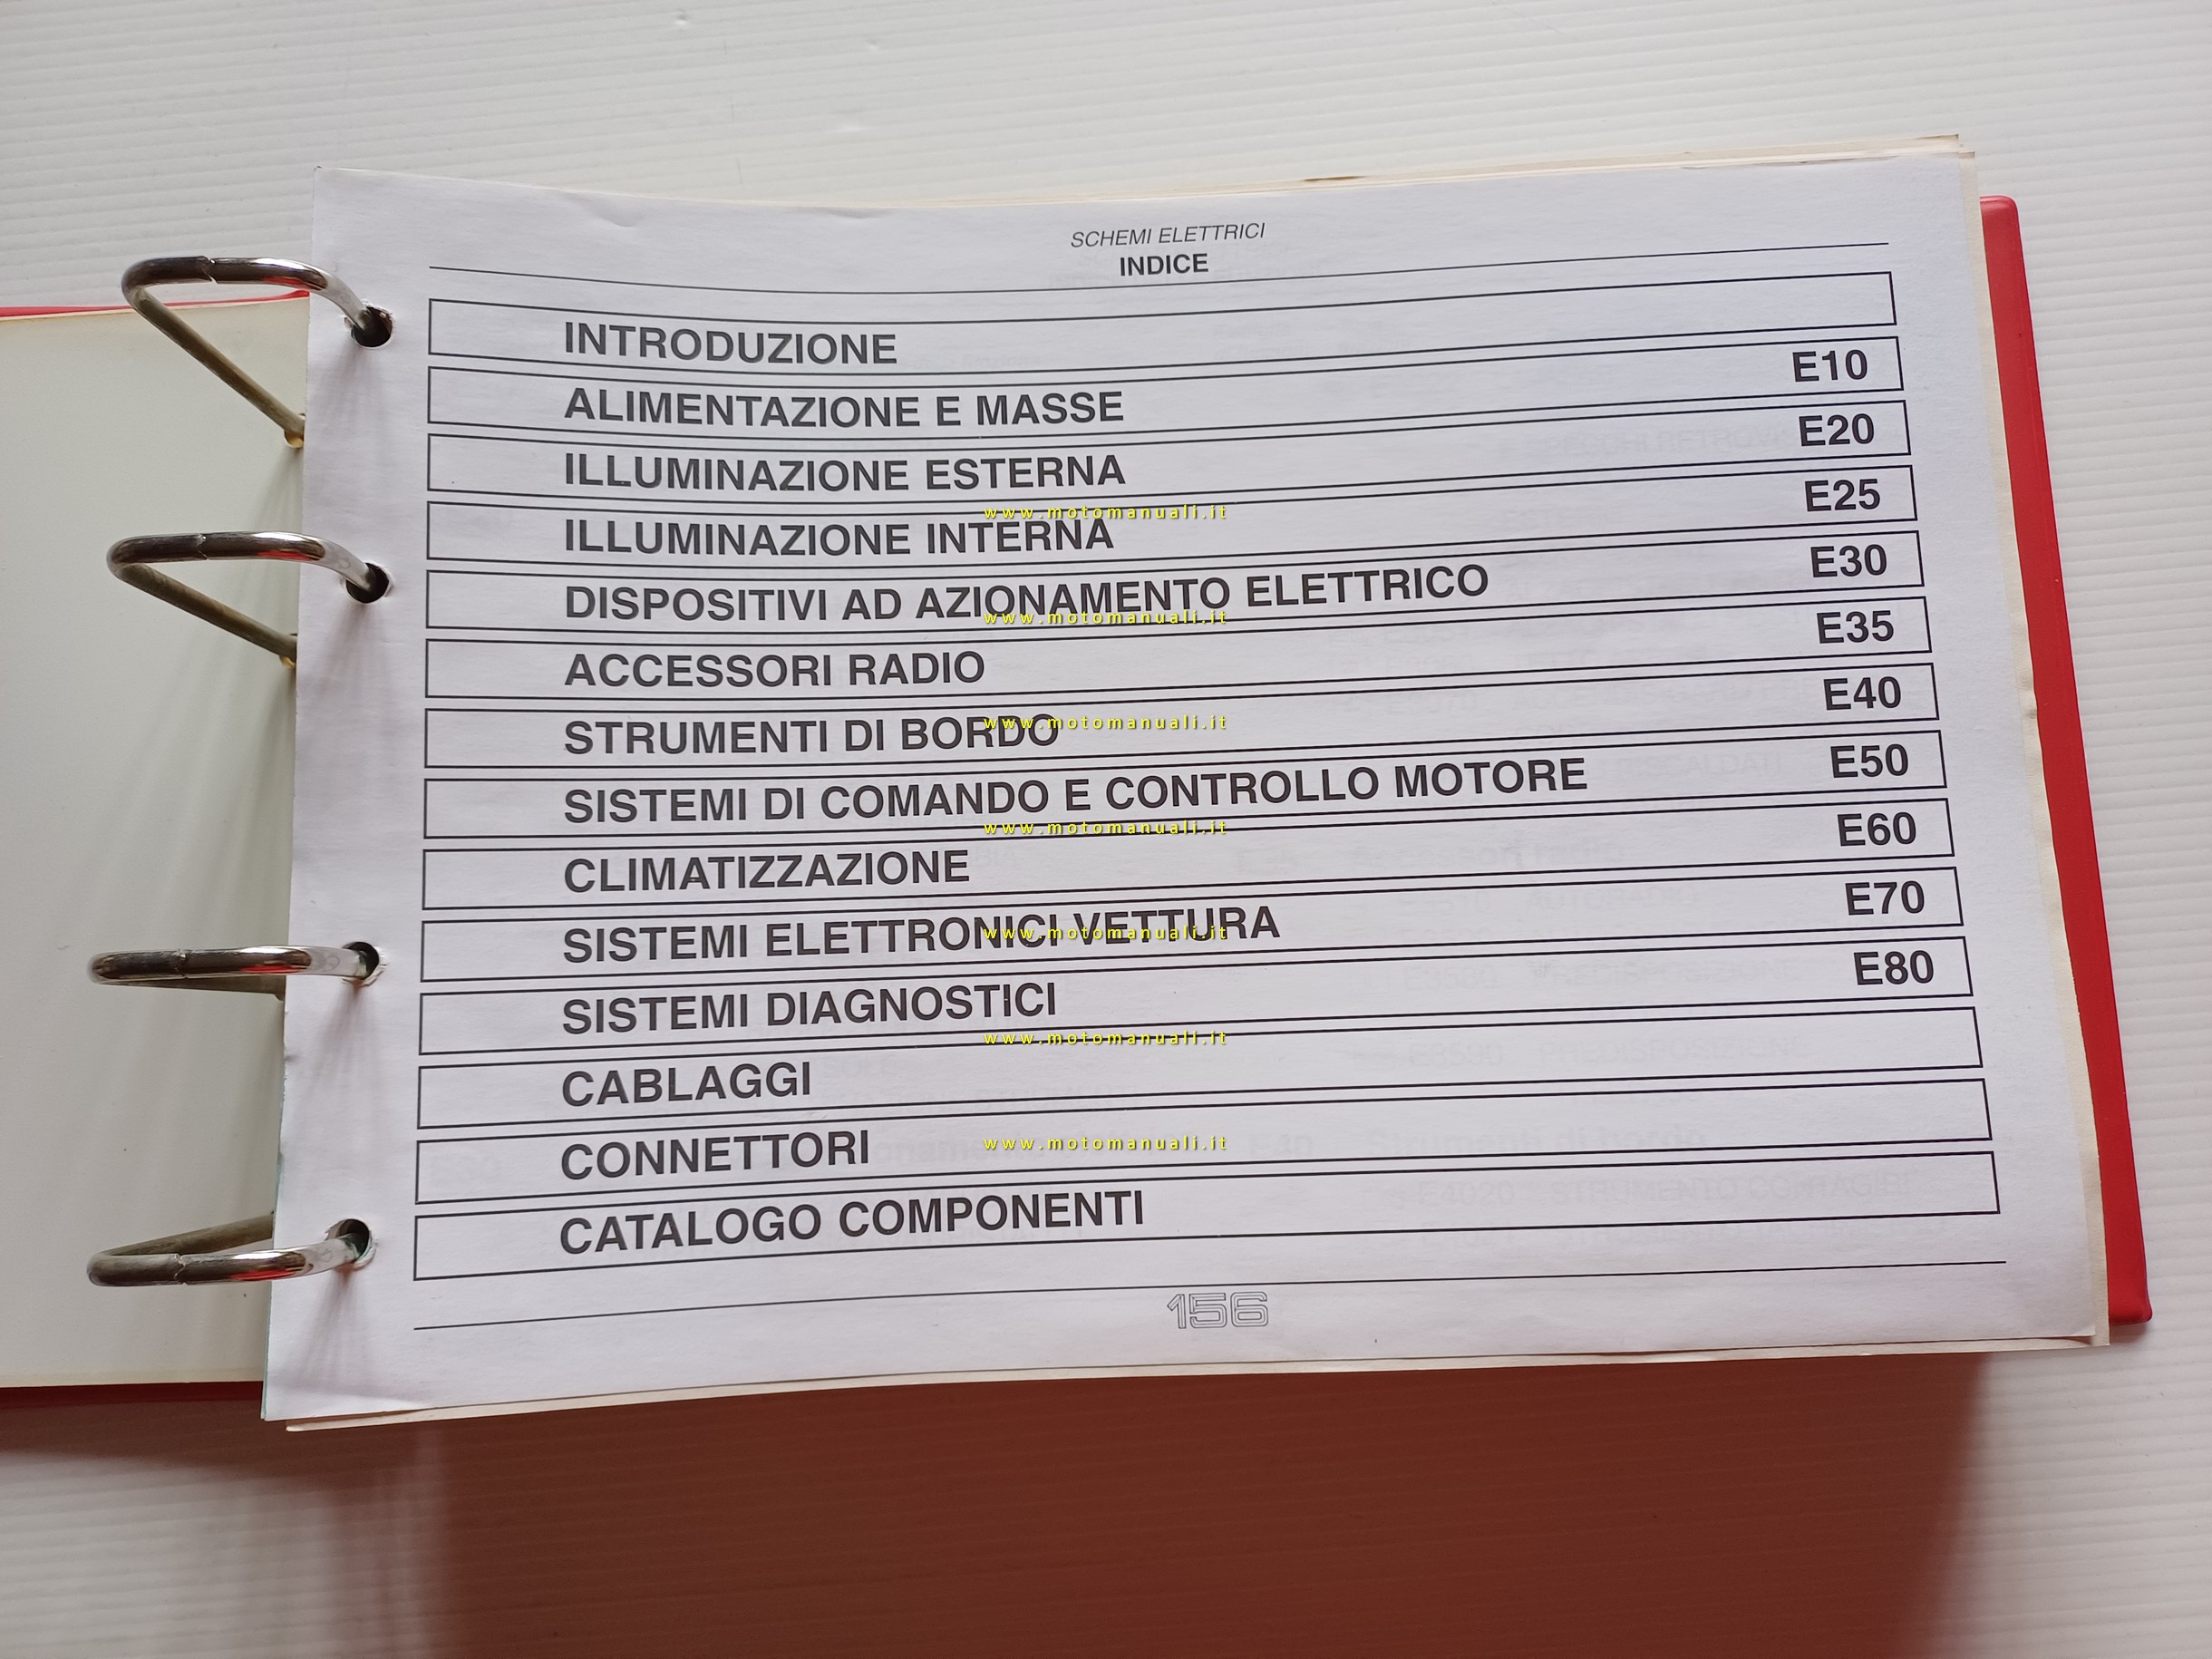 SCHEMI ELETTRICI
INDICE
INTRODUZIONE
ALIMENTAZIONE E MASSE E10
ILLUMINAZIONE ESTERNA E20
www.motomanuali.it
ILLUMINAZIONE INTERNA E25
DISPOSITIVI AD AZIONAMENTO ELETTRICO E30
www.motomanuali.it
ACCESSORI RADIO E35
www.motomanuali.it
STRUMENTI DI BORDO E40
SISTEMI DI COMANDO E CONTROLLO MOTORE E50
www.motomanuali.it
CLIMATIZZAZIONE E60
SISTEMI ELETTRONICI VETTURA E70
www.motomanuali.it
SISTEMI DIAGNOSTICI E80
www.motomanuali.it
CABLAGGI
CONNETTORI
www.motomanuali.it
CATALOGO COMPONENTI
156